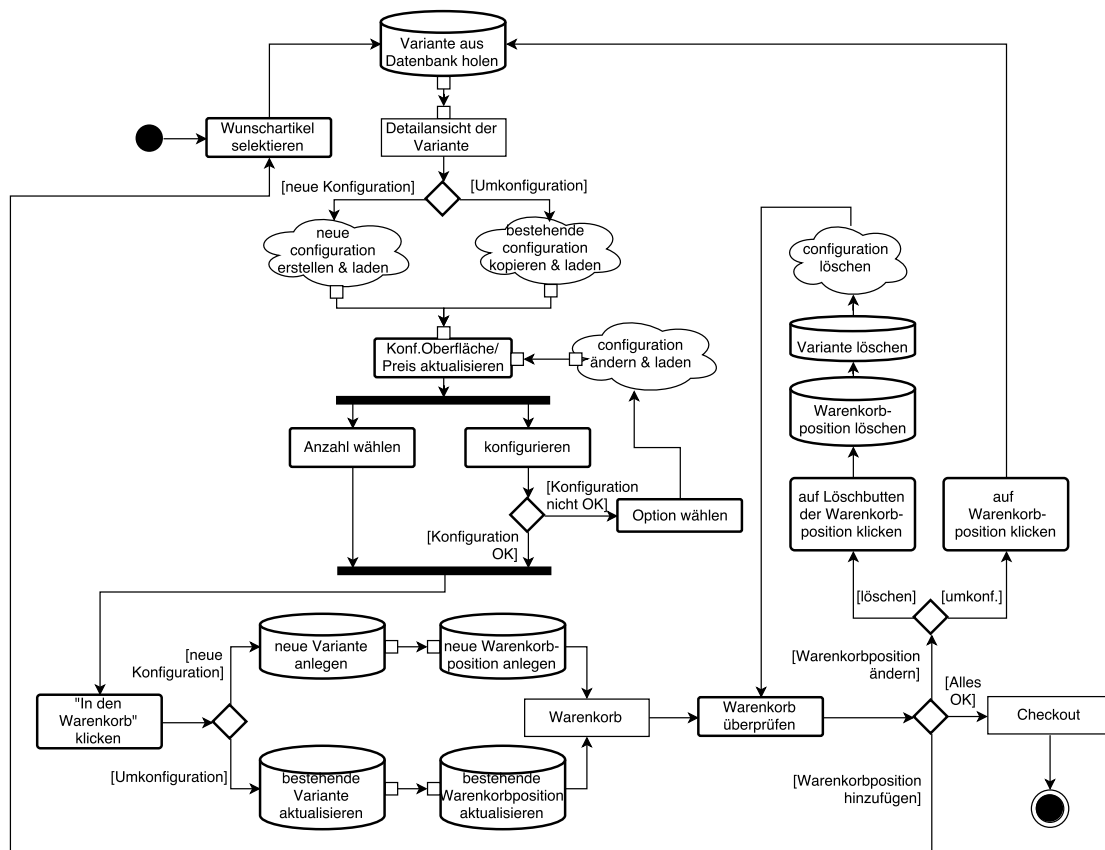 Variante aus
Datenbank holen
Wunschartikel
selektieren
Detailansicht der
Variante
[neue Konfiguration]
[Umkonfiguration]
neue
configuration
erstellen & laden
bestehende
configuration
kopieren & laden
configuration
löschen
Konf.Oberfläche/
Preis aktualisieren
configuration
ändern & laden
Variante löschen
Warenkorb-
position löschen
Anzahl wählen
konfigurieren
[Konfiguration
nicht OK]
Option wählen
[Konfiguration
OK]
auf Löschbutten
der Warenkorb-
position klicken
auf
Warenkorb-
position klicken
[löschen]
[umkonf.]
[neue
Konfiguration]
neue Variante
anlegen
neue Warenkorb-
position anlegen
[Warenkorbposition
ändern]
[Alles
OK]
"In den
Warenkorb"
klicken
Warenkorb
Warenkorb
überprüfen
Checkout
[Umkonfiguration]
bestehende
Variante
aktualisieren
bestehende
Warenkorbposition
aktualisieren
[Warenkorbposition
hinzufügen]